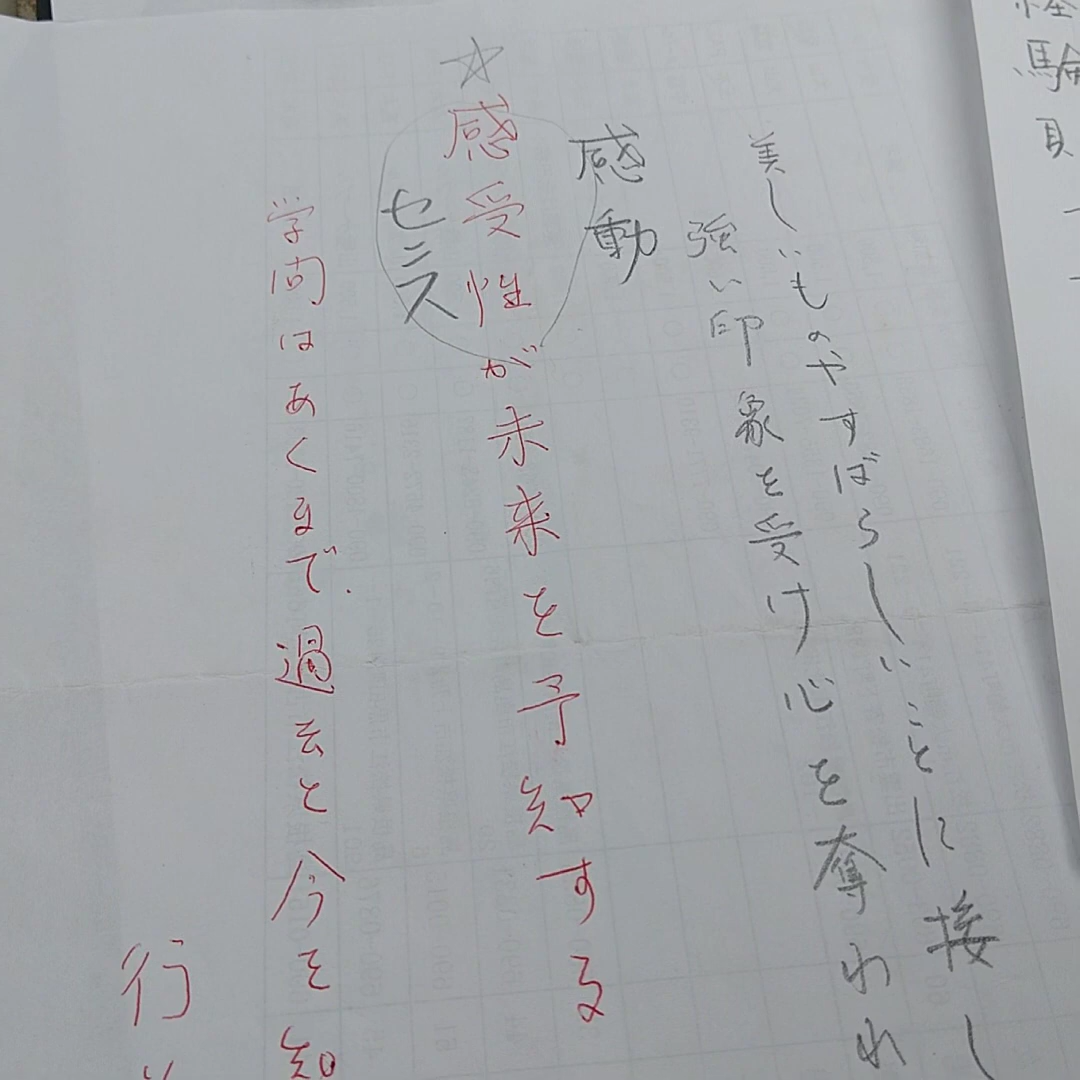 経験
美しいものやすばらしいことに接し
強い印象を受け心を奪われ
感動
☆感受性が未来を予知する
センス
学問はあくまで過去と今を知
行